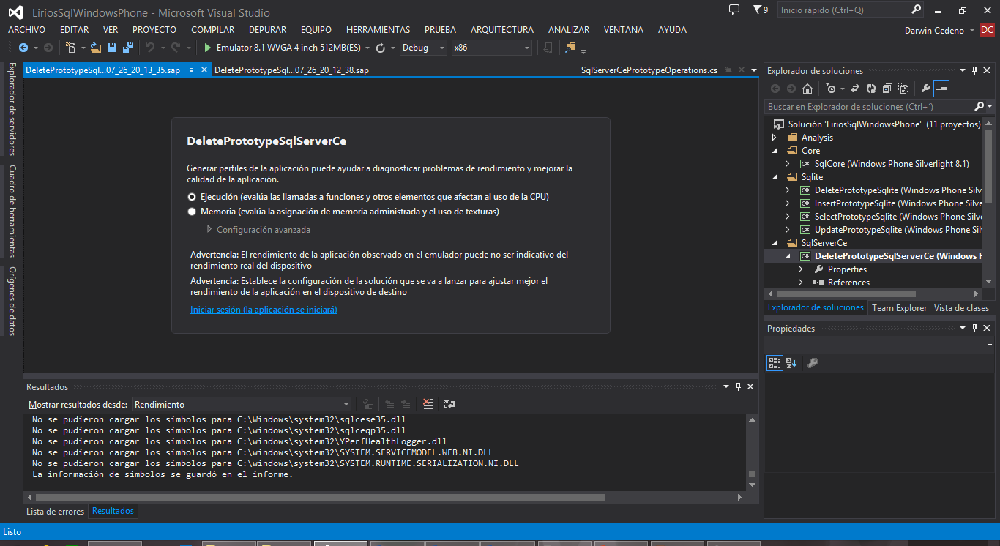 LiriosSqlWindowsPhone - Microsoft Visual Studio
9
Inicio rápido (Ctrl+Q)
ARCHIVO EDITAR VER PROYECTO COMPILAR DEPURAR EQUIPO HERRAMIENTAS PRUEBA ARQUITECTURA ANALIZAR VENTANA AYUDA
Darwin Cedeno DC
Emulator 8.1 WVGA 4 inch 512MB(ES) Debug x86
Explorador de servidores
Cuadro de herramientas
Orígenes de datos
DeletePrototypeSql...07_26_20_13_35.sap DeletePrototypeSql...07_26_20_12_38.sap SqlServerCePrototypeOperations.cs
DeletePrototypeSqlServerCe
Generar perfiles de la aplicación puede ayudar a diagnosticar problemas de rendimiento y mejorar la
calidad de la aplicación.
Ejecución (evalúa las llamadas a funciones y otros elementos que afectan al uso de la CPU)
Memoria (evalúa la asignación de memoria administrada y el uso de texturas)
Configuración avanzada
Advertencia: El rendimiento de la aplicación observado en el emulador puede no ser indicativo del
rendimiento real del dispositivo
Advertencia: Establece la configuración de la solución que se va a lanzar para ajustar mejor el
rendimiento de la aplicación en el dispositivo de destino
Iniciar sesión (la aplicación se iniciará)
Resultados
Mostrar resultados desde: Rendimiento
No se pudieron cargar los símbolos para C:\Windows\system32\sqlcese35.dll
No se pudieron cargar los símbolos para C:\windows\system32\sqlceqp35.dll
No se pudieron cargar los símbolos para C:\windows\system32\YPerfHealthLogger.dll
No se pudieron cargar los símbolos para C:\windows\system32\SYSTEM.SERVICEMODEL.WEB.NI.DLL
No se pudieron cargar los símbolos para C:\windows\system32\SYSTEM.RUNTIME.SERIALIZATION.NI.DLL
La información de símbolos se guardó en el informe.
Lista de errores Resultados
Explorador de soluciones
Buscar en Explorador de soluciones (Ctrl+´)
Solución 'LiriosSqlWindowsPhone' (11 proyectos)
Analysis
Core
C# SqlCore (Windows Phone Silverlight 8.1)
Sqlite
C# DeletePrototypeSqlite (Windows Phone Silv
C# InsertPrototypeSqlite (Windows Phone Silve
C# SelectPrototypeSqlite (Windows Phone Silve
C# UpdatePrototypeSqlite (Windows Phone Sil
SqlServerCe
C# DeletePrototypeSqlServerCe (Windows P
Properties
References
Explorador de soluciones Team Explorer Vista de clases
Propiedades
Listo